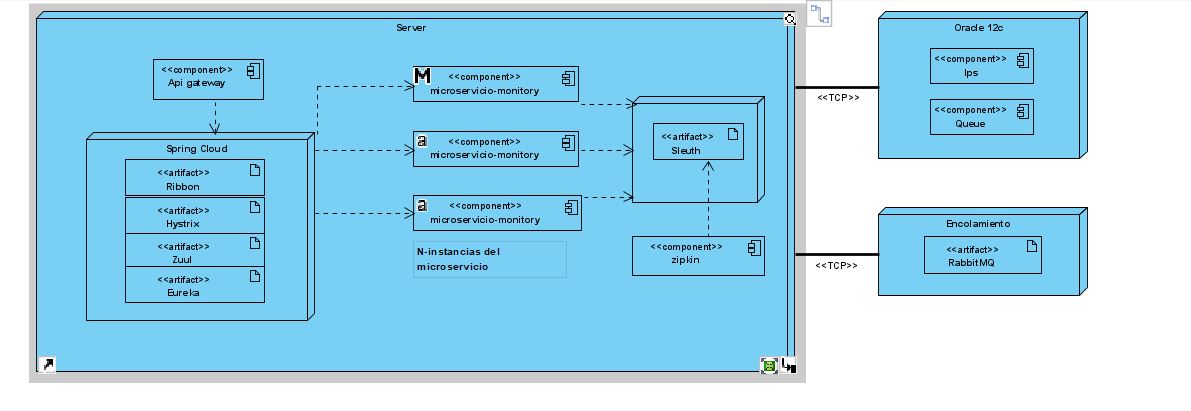 Server
<<component>>
Api gateway
Spring Cloud
<<artifact>>
Ribbon
<<artifact>>
Hystrix
<<artifact>>
Zuul
<<artifact>>
Eureka
M
<<component>>
microservicio-monitory
a
<<component>>
microservicio-monitory
a
<<component>>
microservicio-monitory
N-instancias del
microservicio
<<artifact>>
Sleuth
<<component>>
zipkin
<<TCP>>
<<TCP>>
Oracle 12c
<<component>>
Ips
<<component>>
Queue
Encolamiento
<<artifact>>
RabbitMQ